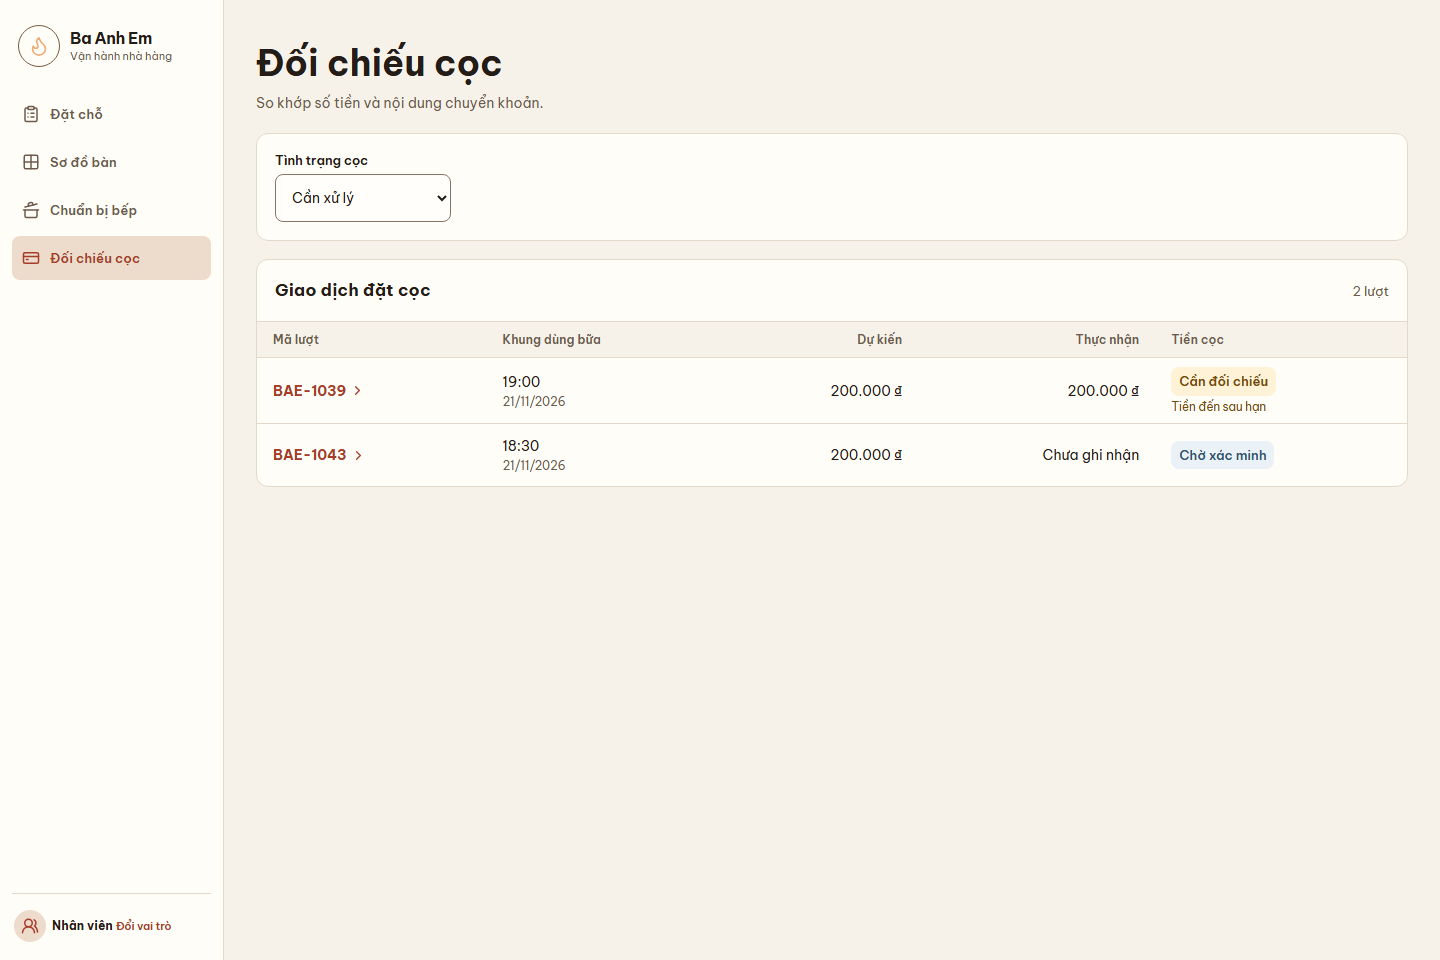 Ba Anh Em
Vận hành nhà hàng
Đặt chỗ
Sơ đồ bàn
Chuẩn bị bếp
Đối chiếu cọc
Nhân viên Đổi vai trò
Đối chiếu cọc
So khớp số tiền và nội dung chuyển khoản.
Tình trạng cọc
Cần xử lý
Giao dịch đặt cọc 2 lượt
Mã lượt Khung dùng bữa Dự kiến Thực nhận Tiền cọc
BAE-1039 19:00 200.000 ₫ 200.000 ₫ Cần đối chiếu
21/11/2026 Tiền đến sau hạn
BAE-1043 18:30 200.000 ₫ Chưa ghi nhận Chờ xác minh
21/11/2026